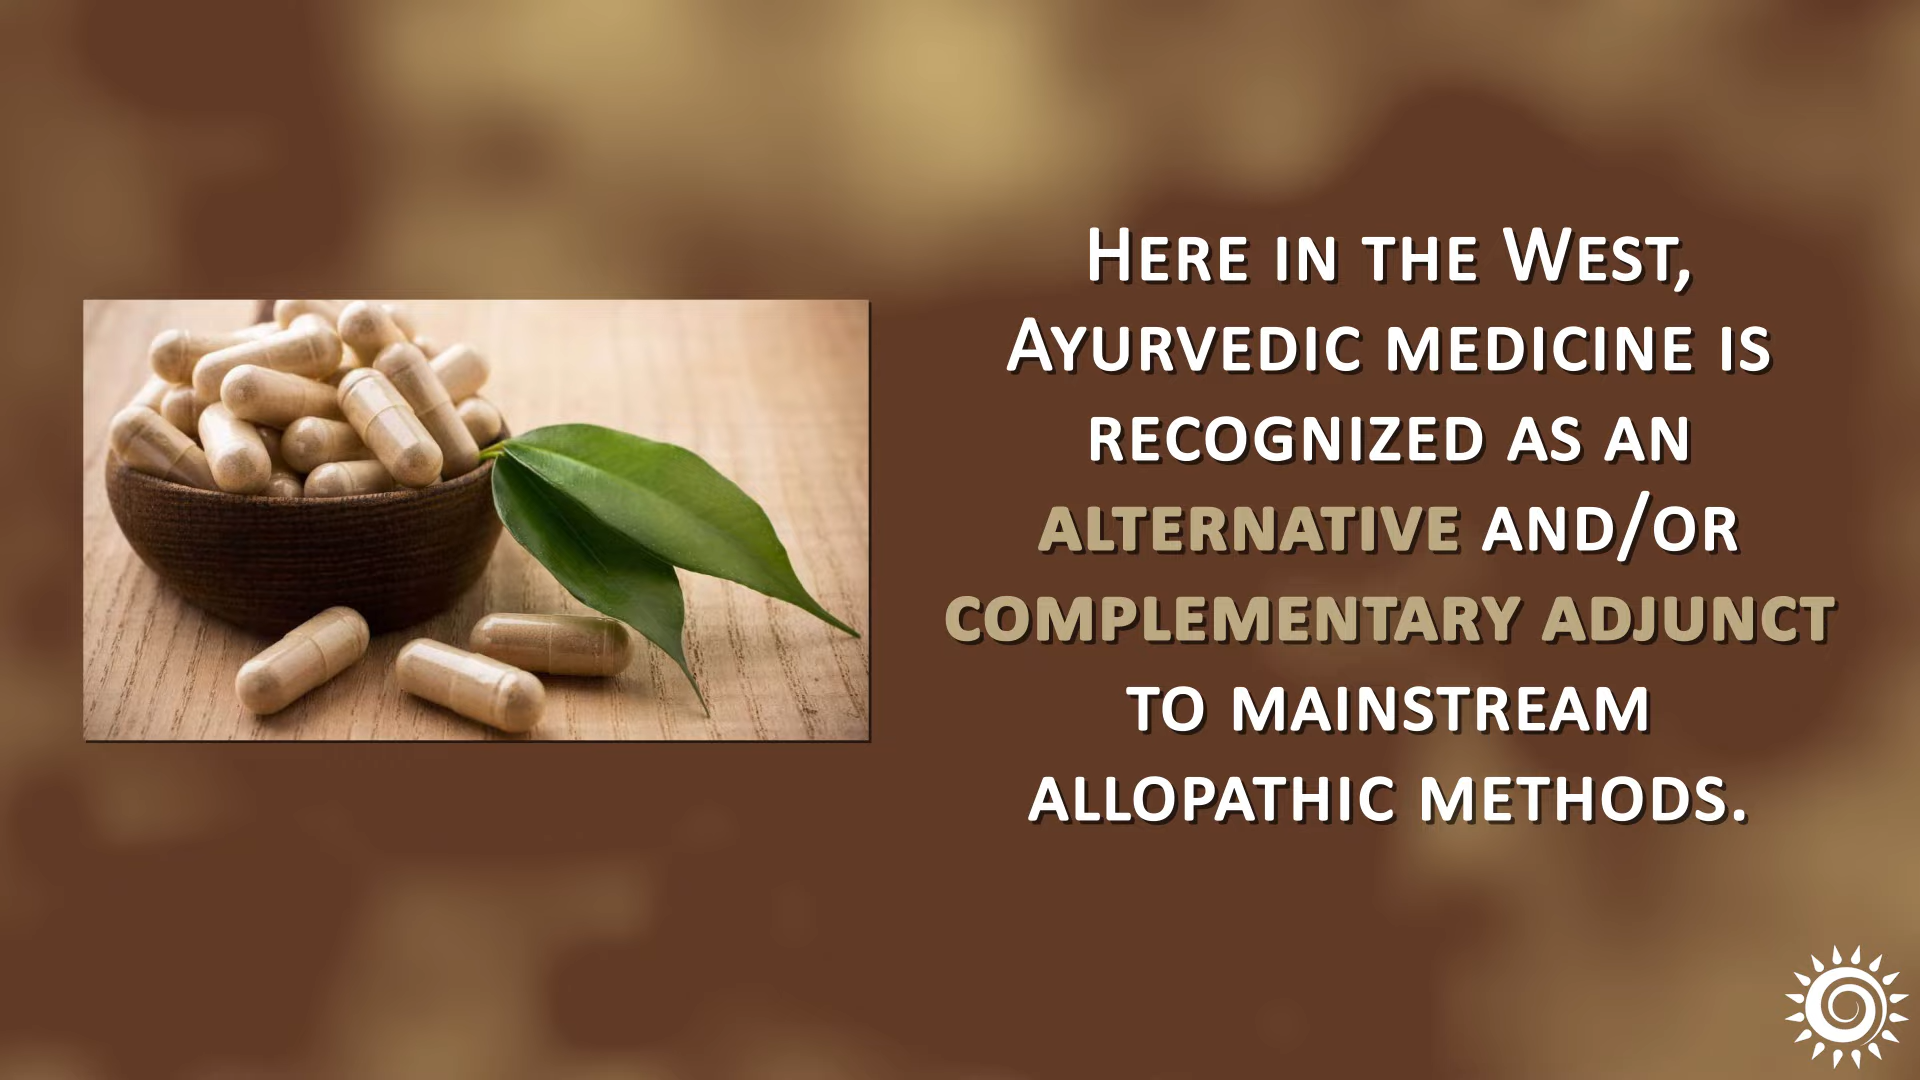 Here in the West,
Ayurvedic medicine is
recognized as an
alternative and/or
complementary adjunct
to mainstream
allopathic methods.